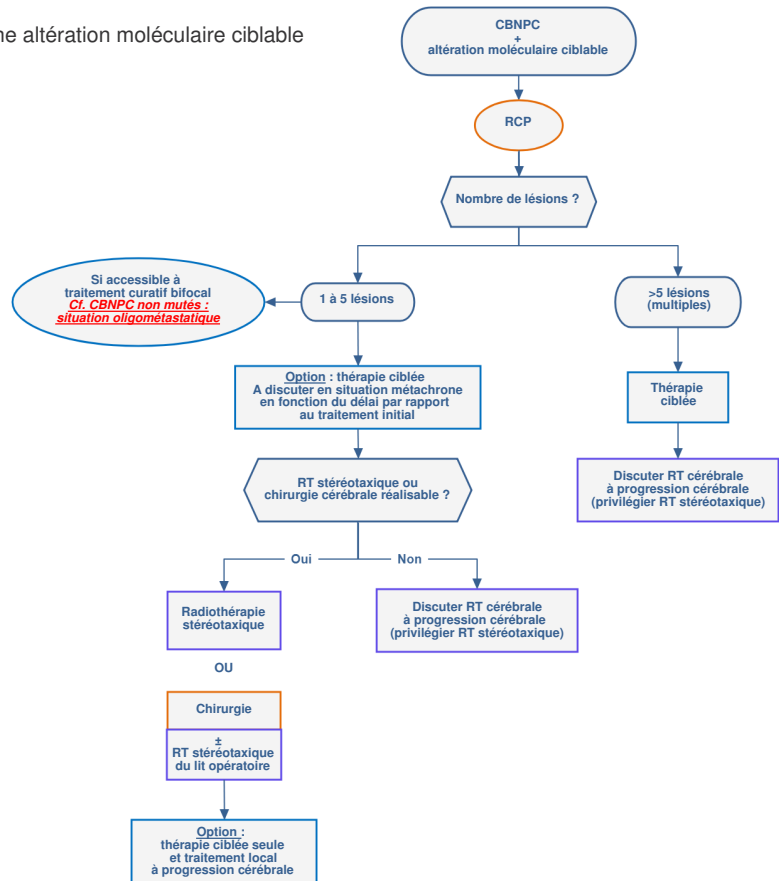 ne altération moléculaire ciblable
CBNPC
+
altération moléculaire ciblable
RCP
Nombre de lésions ?
Si accessible à
traitement curatif bifocal
Cf. CBNPC non mutés :
situation oligométastatique
1 à 5 lésions
>5 lésions
(multiples)
Option : thérapie ciblée
A discuter en situation métachrone
en fonction du délai par rapport
au traitement initial
Thérapie
ciblée
RT stéréotaxique ou
chirurgie cérébrale réalisable ?
Discuter RT cérébrale
à progression cérébrale
(privilégier RT stéréotaxique)
Oui
Non
Radiothérapie
stéréotaxique
Discuter RT cérébrale
à progression cérébrale
(privilégier RT stéréotaxique)
OU
Chirurgie
±
RT stéréotaxique
du lit opératoire
Option :
thérapie ciblée seule
et traitement local
à progression cérébrale